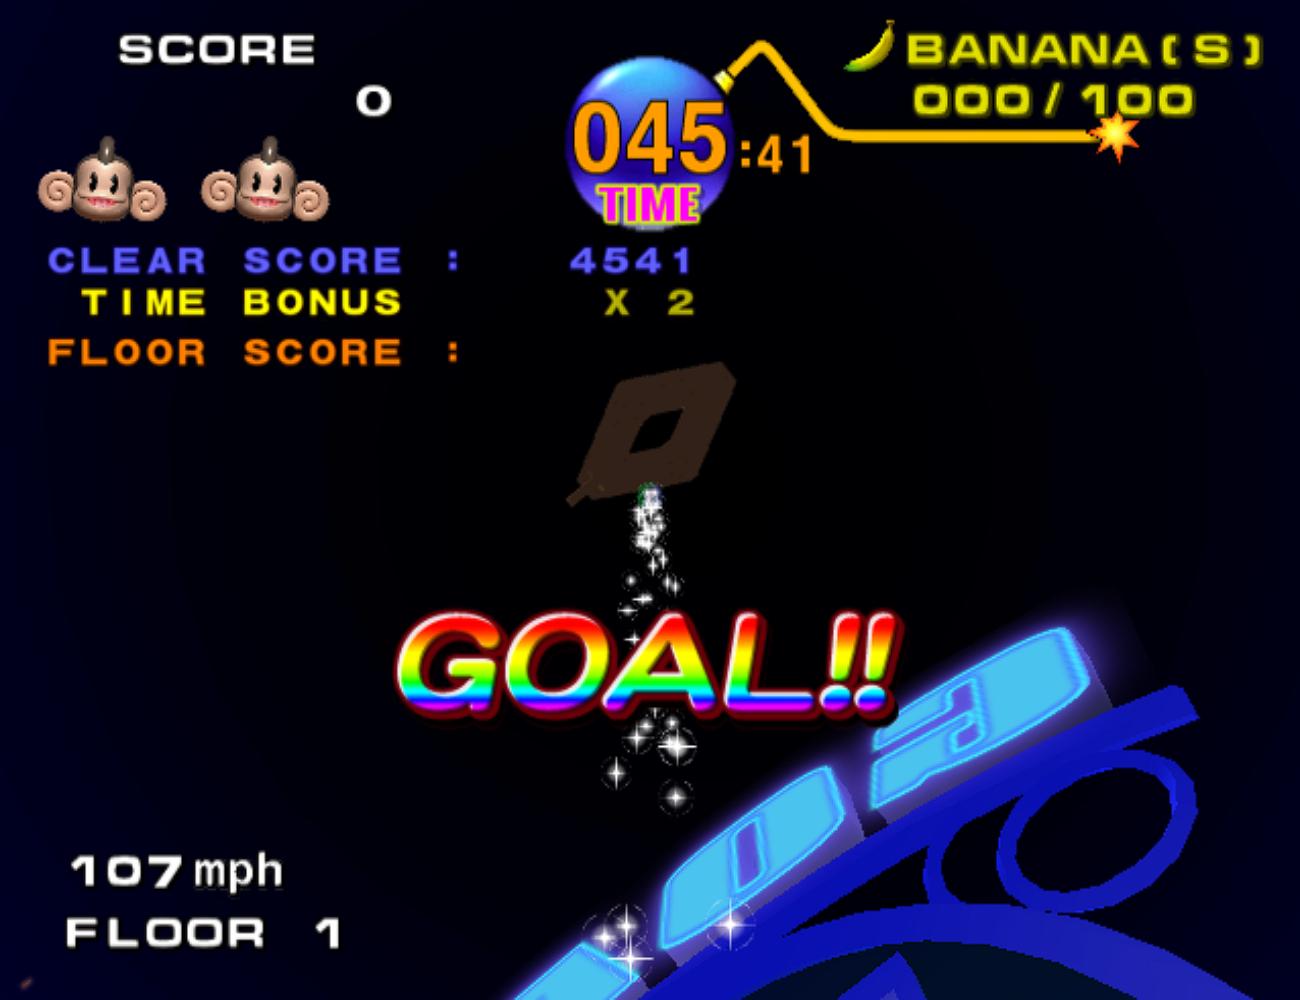 SCORE
0
045:41
TIME
BANANA(S)
000/100
CLEAR SCORE : 4541
TIME BONUS X 2
FLOOR SCORE :
GOAL!!
107mph
FLOOR 1